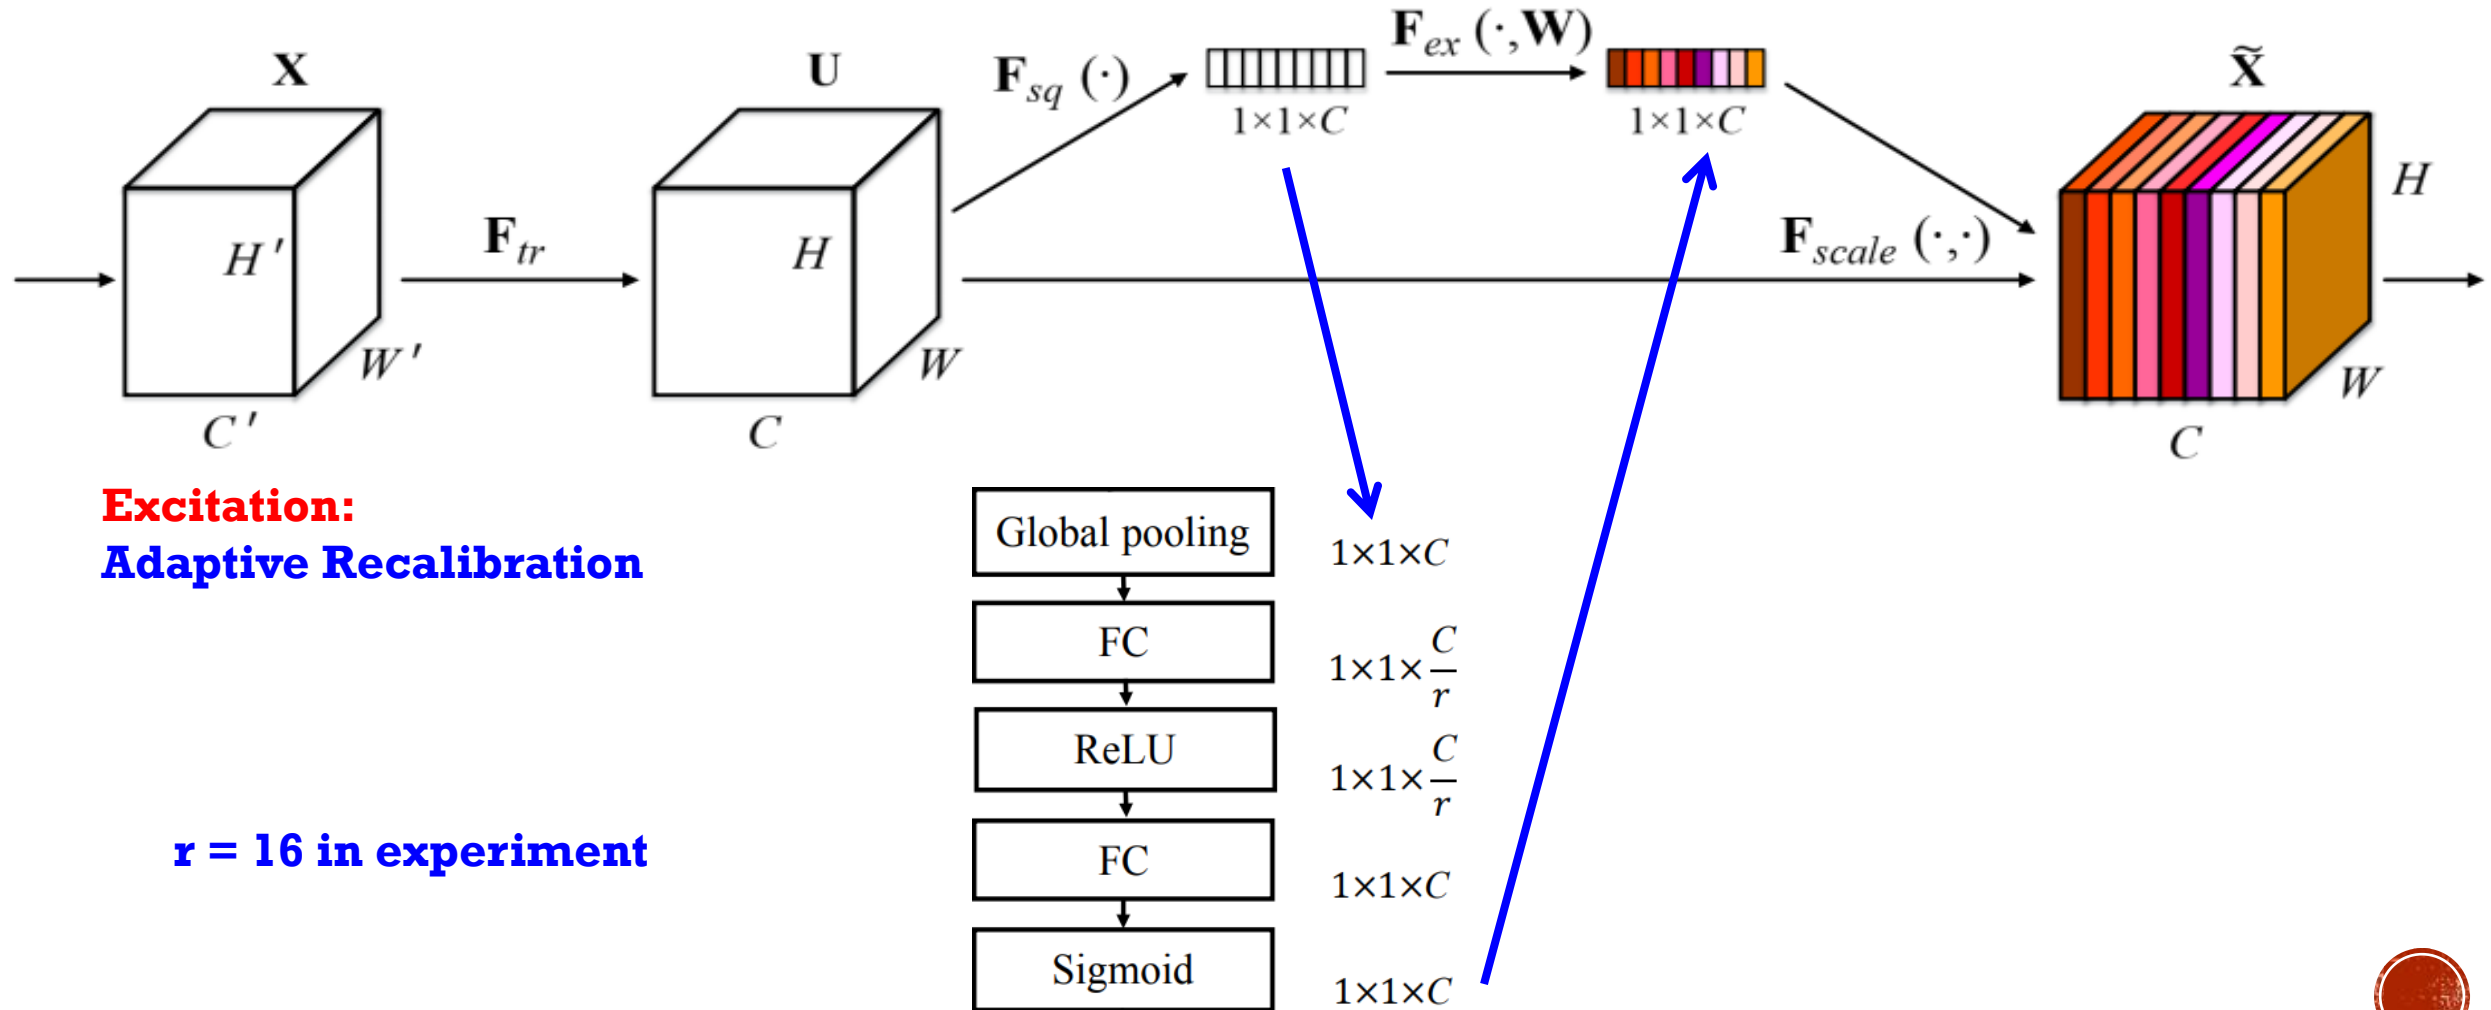 X
U
F_sq (·)
F_ex (·, W)
X̃
1×1×C
1×1×C
H′
F_tr
H
F_scale (·,·)
H
W′
W
W
C′
C
C
Excitation:
Adaptive Recalibration
Global pooling 1×1×C
FC 1×1×C/r
ReLU 1×1×C/r
r = 16 in experiment
FC 1×1×C
Sigmoid 1×1×C